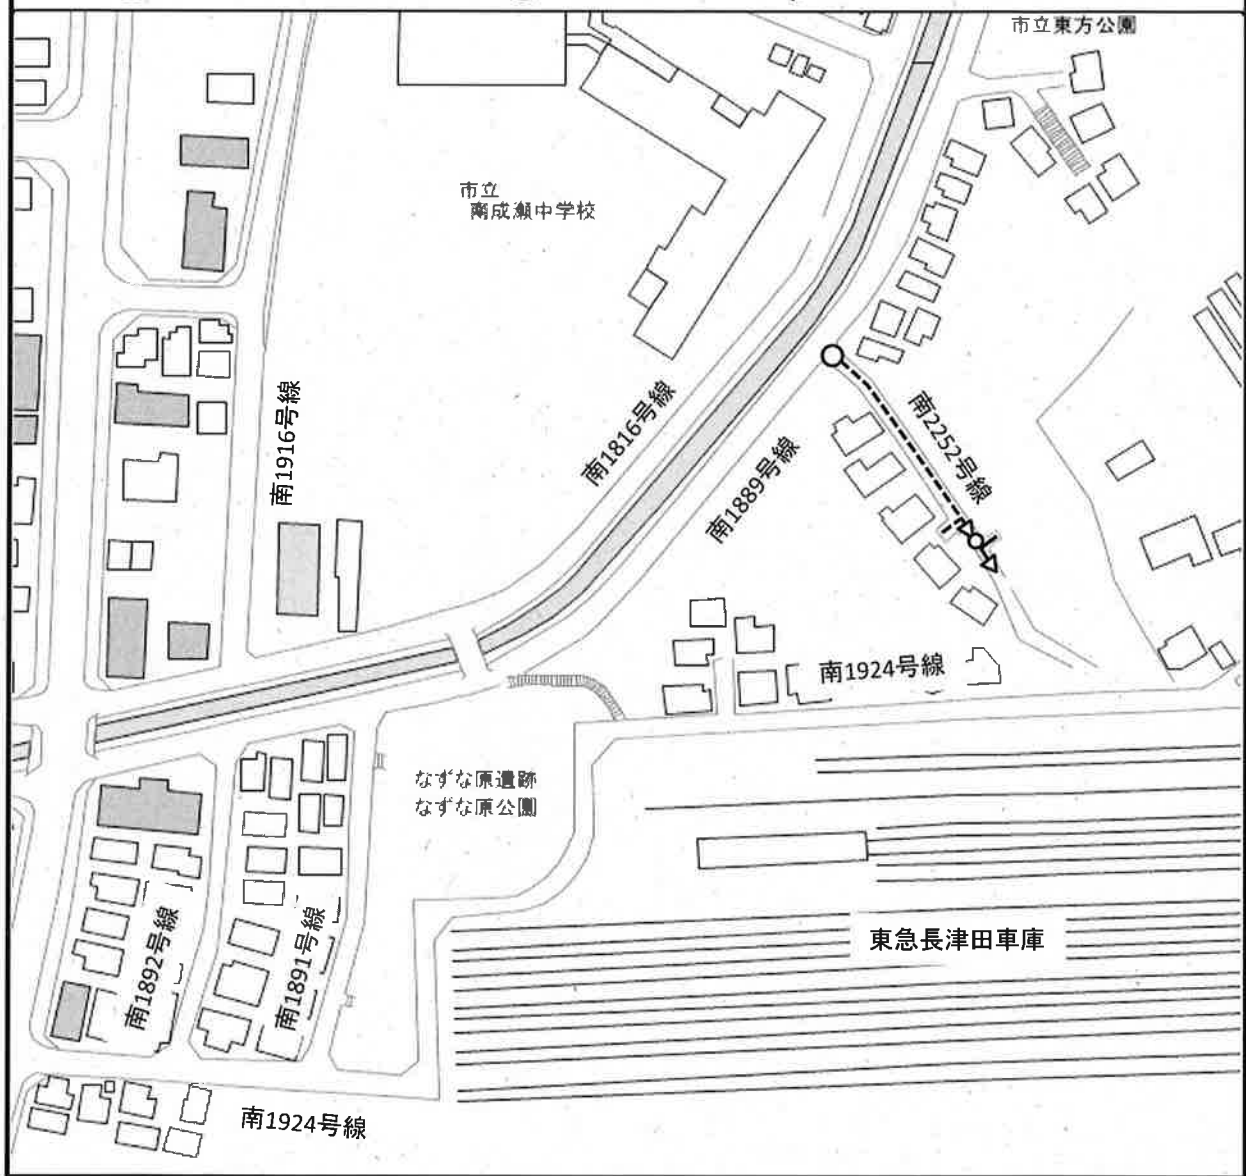 市立東方公園
市立
南成瀬中学校
南1916号線
南1816号線
南1889号線
南2252号線
南1924号線
なずな原遺跡
なずな原公園
東急長津田車庫
南1892号線
南1891号線
南1924号線